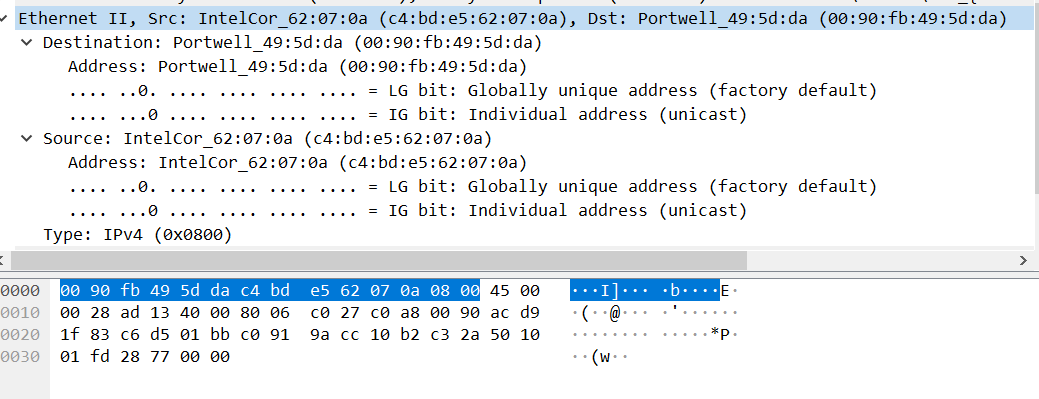 Ethernet II, Src: IntelCor_62:07:0a (c4:bd:e5:62:07:0a), Dst: Portwell_49:5d:da (00:90:fb:49:5d:da)
Destination: Portwell_49:5d:da (00:90:fb:49:5d:da)
Address: Portwell_49:5d:da (00:90:fb:49:5d:da)
.... ..0. .... .... .... .... = LG bit: Globally unique address (factory default)
.... ...0 .... .... .... .... = IG bit: Individual address (unicast)
Source: IntelCor_62:07:0a (c4:bd:e5:62:07:0a)
Address: IntelCor_62:07:0a (c4:bd:e5:62:07:0a)
.... ..0. .... .... .... .... = LG bit: Globally unique address (factory default)
.... ...0 .... .... .... .... = IG bit: Individual address (unicast)
Type: IPv4 (0x0800)
0000 00 90 fb 49 5d da c4 bd e5 62 07 0a 08 00 45 00 ···I]··· ·b····E·
0010 00 28 ad 13 40 00 80 06 c0 27 c0 a8 00 90 ac d9 ·(··@··· ·'······
0020 1f 83 c6 d5 01 bb c0 91 9a cc 10 b2 c3 2a 50 10 ········ ·····*P·
0030 01 fd 28 77 00 00 ··(w··